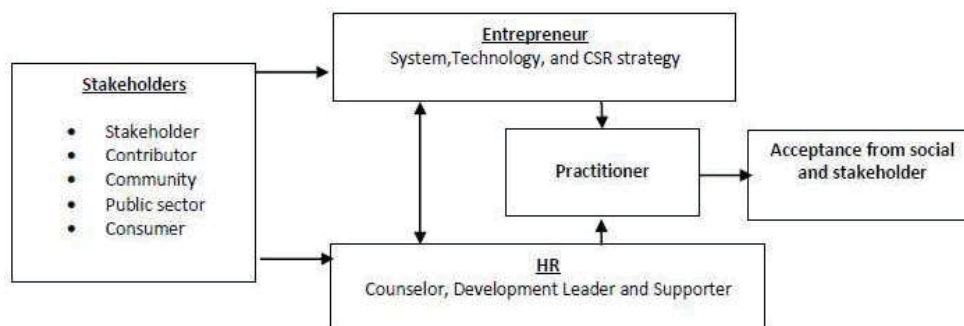 Entrepreneur
System,Technology, and CSR strategy
Stakeholders
• Stakeholder
• Contributor
• Community
• Public sector
• Consumer
Practitioner
Acceptance from social
and stakeholder
HR
Counselor, Development Leader and Supporter